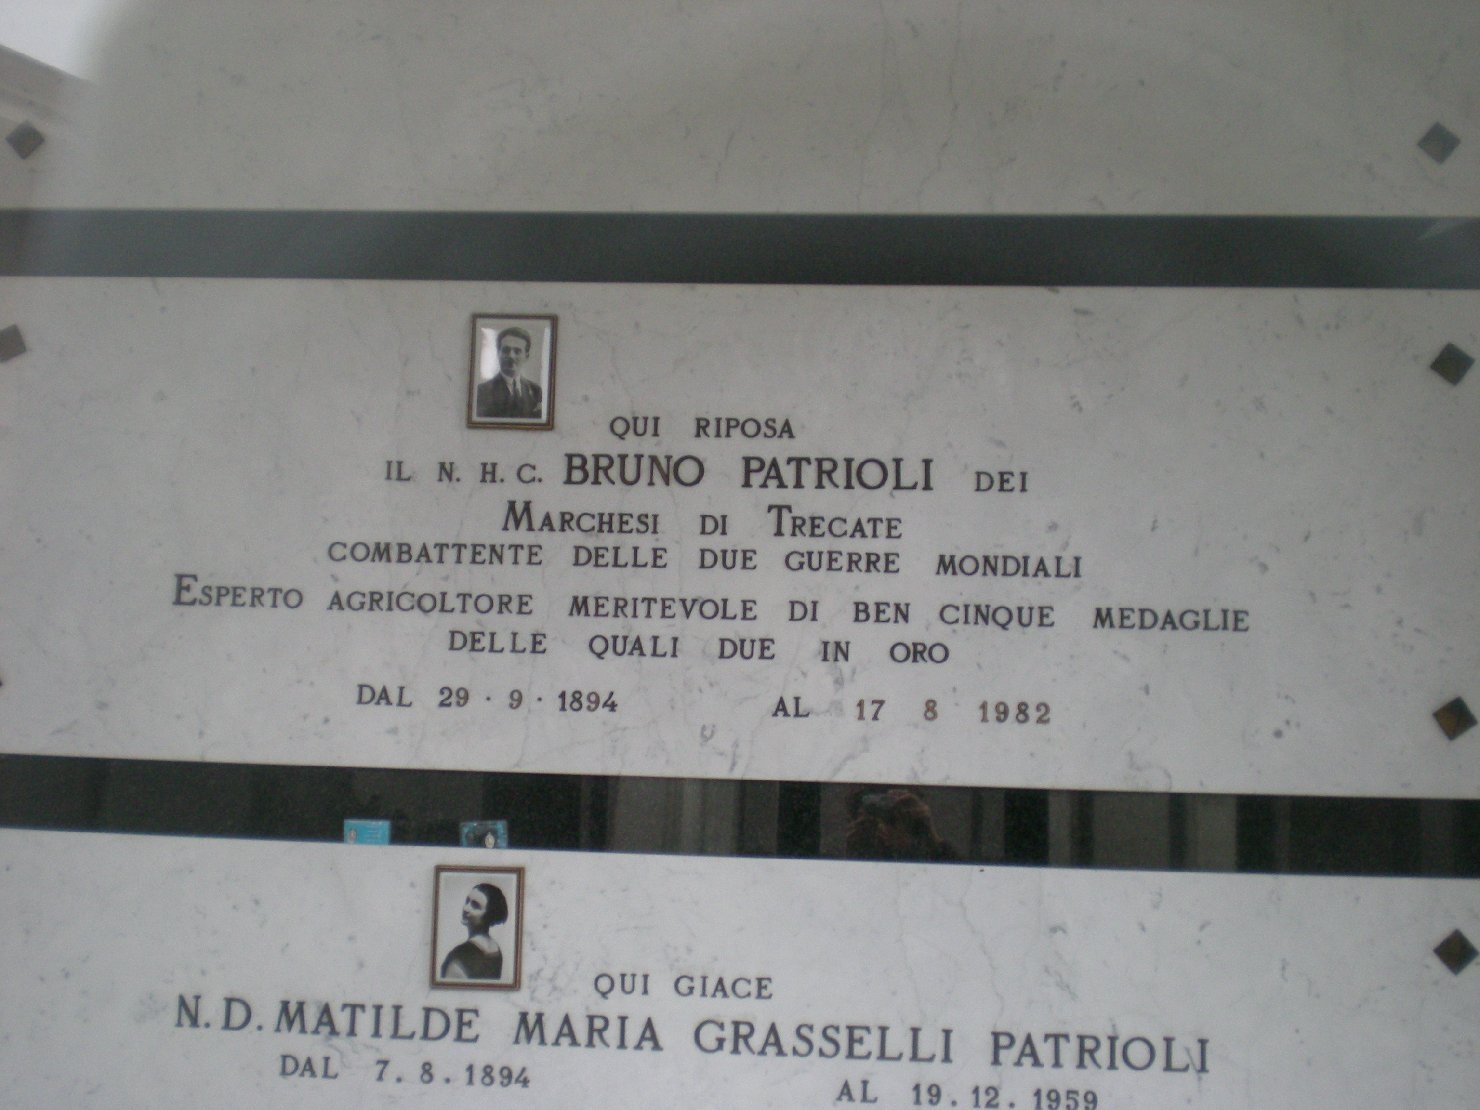 QUI RIPOSA
IL N. H. C. BRUNO PATRIOLI DEI
MARCHESI DI TRECATE
COMBATTENTE DELLE DUE GUERRE MONDIALI
ESPERTO AGRICOLTORE MERITEVOLE DI BEN CINQUE MEDAGLIE
DELLE QUALI DUE IN ORO
DAL 29 · 9 · 1894 AL 17 8 1982
QUI GIACE
N. D. MATILDE MARIA GRASSELLI PATRIOLI
DAL 7. 8. 1894 AL 19. 12. 1959